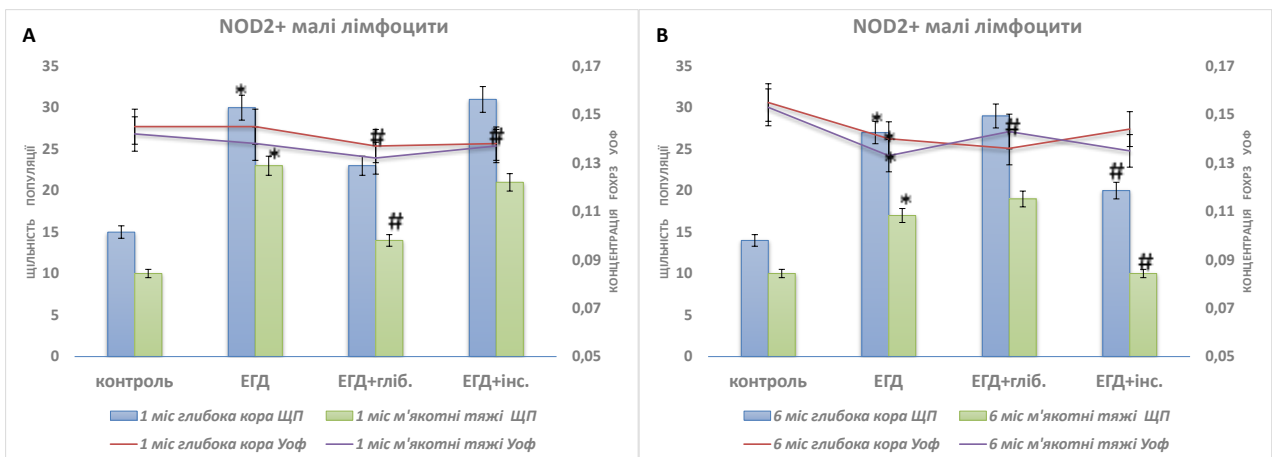 A
NOD2+ малі лімфоцити
ЩІЛЬНІСТЬ ПОПУЛЯЦІЇ
35
30
25
20
15
10
5
0
0,17
0,15
0,13
0,11
0,09
0,07
0,05
КОНЦЕНТРАЦІЯ FOXP3 УОФ
*
*
#
#
#
контроль
ЕГД
ЕГД+гліб.
ЕГД+інс.
1 міс глибока кора ЩП
1 міс м'якотні тяжі ЩП
1 міс глибока кора Уоф
1 міс м'якотні тяжі Уоф
B
NOD2+ малі лімфоцити
ЩІЛЬНІСТЬ ПОПУЛЯЦІЇ
35
30
25
20
15
10
5
0
0,17
0,15
0,13
0,11
0,09
0,07
0,05
КОНЦЕНТРАЦІЯ FOXP3 УОФ
*
*
*
*
#
#
#
контроль
ЕГД
ЕГД+гліб.
ЕГД+інс.
6 міс глибока кора ЩП
6 міс м'якотні тяжі ЩП
6 міс глибока кора Уоф
6 міс м'якотні тяжі Уоф